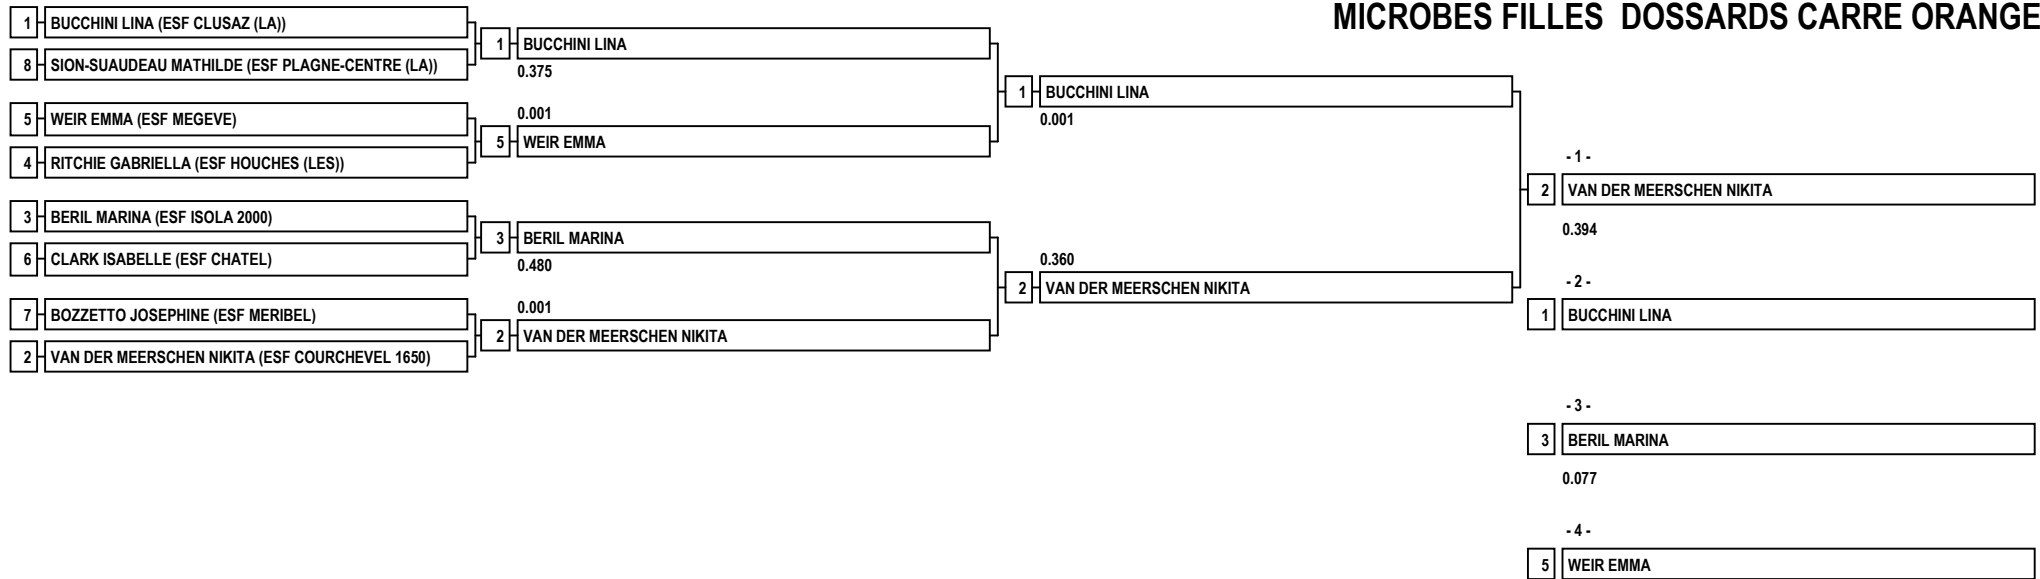 MICROBES FILLES DOSSARDS CARRE ORANGE
1 BUCCHINI LINA (ESF CLUSAZ (LA))
8 SION-SUAUDEAU MATHILDE (ESF PLAGNE-CENTRE (LA))
5 WEIR EMMA (ESF MEGEVE)
4 RITCHIE GABRIELLA (ESF HOUCHES (LES))
3 BERIL MARINA (ESF ISOLA 2000)
6 CLARK ISABELLE (ESF CHATEL)
7 BOZZETTO JOSEPHINE (ESF MERIBEL)
2 VAN DER MEERSCHEN NIKITA (ESF COURCHEVEL 1650)
1 BUCCHINI LINA
0.375
0.001
5 WEIR EMMA
3 BERIL MARINA
0.480
0.001
2 VAN DER MEERSCHEN NIKITA
1 BUCCHINI LINA
0.001
0.360
2 VAN DER MEERSCHEN NIKITA
- 1 -
2 VAN DER MEERSCHEN NIKITA
0.394
- 2 -
1 BUCCHINI LINA
- 3 -
3 BERIL MARINA
0.077
- 4 -
5 WEIR EMMA